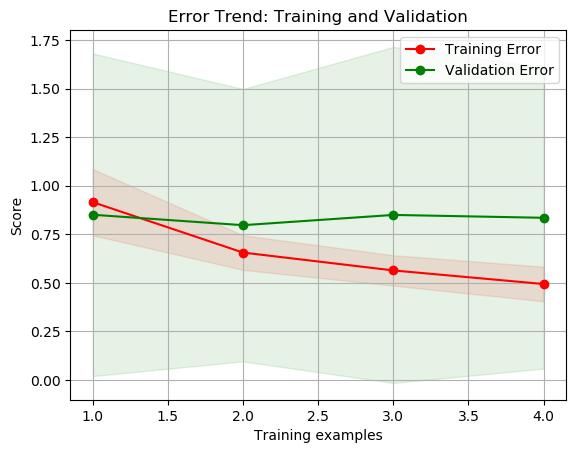 Error Trend: Training and Validation
Training Error
Validation Error
1.75
1.50
1.25
1.00
0.75
0.50
0.25
0.00
Score
1.0 1.5 2.0 2.5 3.0 3.5 4.0
Training examples